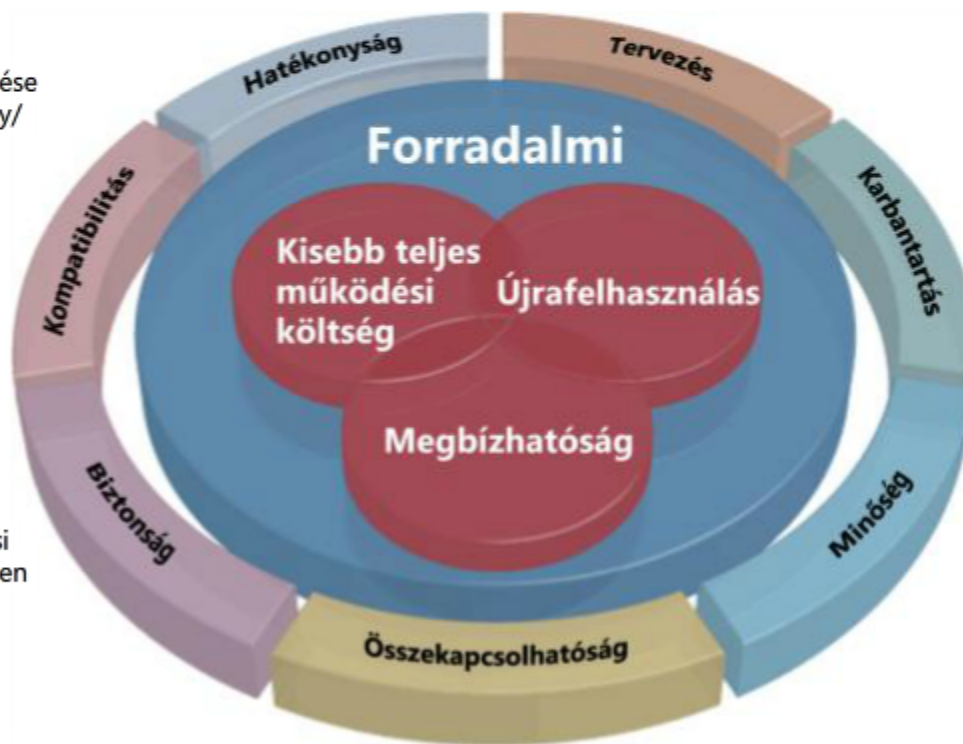 Hatékonyság
Tervezés
Kompatibilitás
Forradalmi
Karbantartás
Kisebb teljes
működési
költség
Újrafelhasználás
Megbízhatóság
Biztonság
Minőség
Összekapcsolhatóság